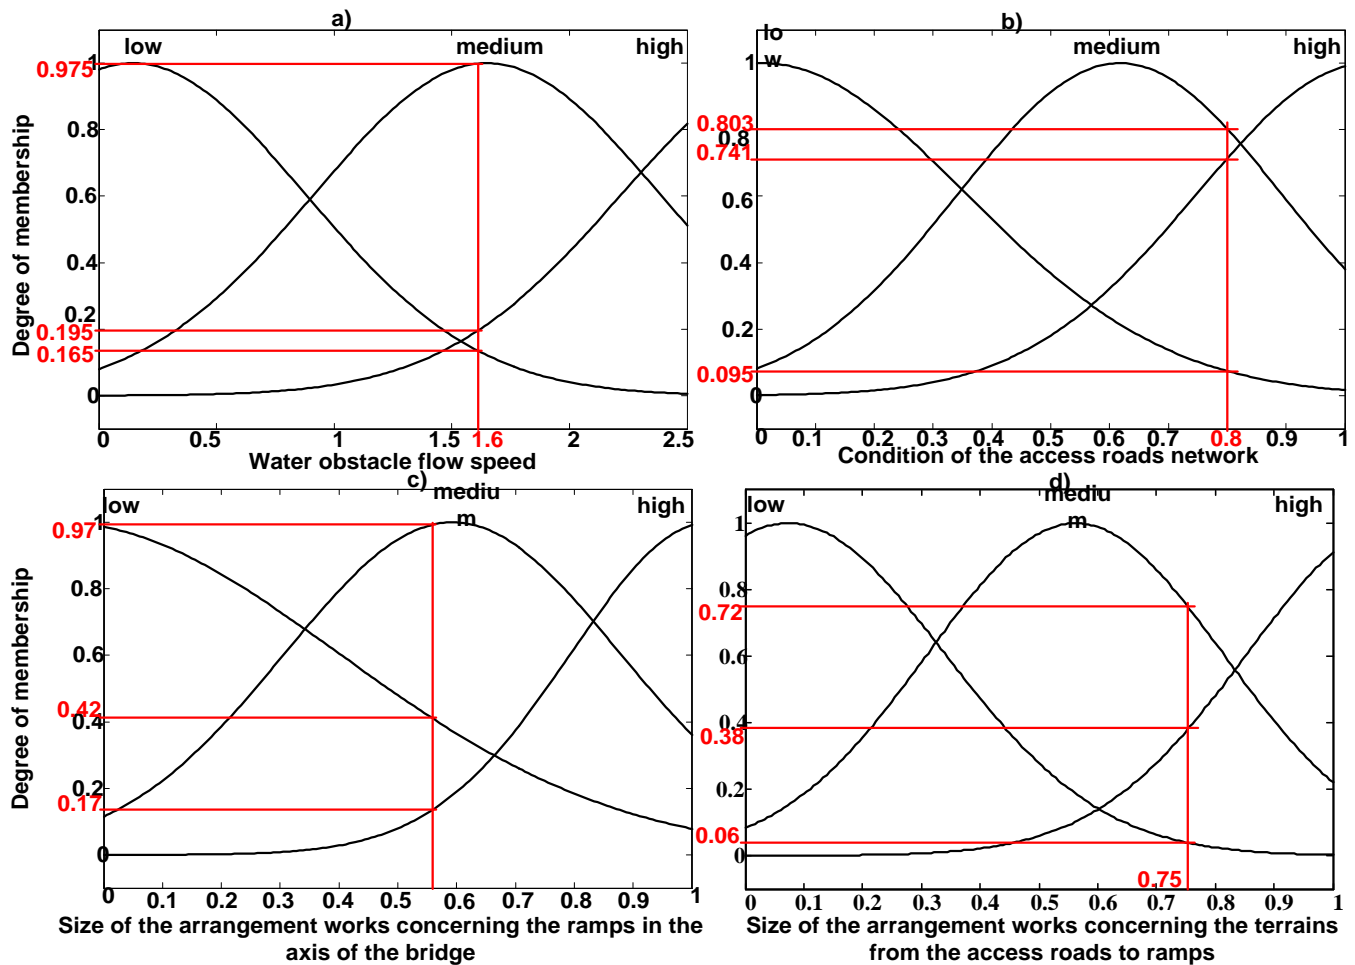 a)
low medium high
1
0.975
0.8
0.6
0.4
0.2
0.195
0.165
0
0 0.5 1 1.5 1.6 2 2.5
Degree of membership
Water obstacle flow speed
b)
lo
w
medium high
1
0.803
0.8
0.741
0.6
0.4
0.2
0.095
0
0 0.1 0.2 0.3 0.4 0.5 0.6 0.7 0.8 0.9 1
Condition of the access roads network
c)
low
mediu
m
high
1
0.97
0.8
0.6
0.42
0.4
0.2
0.17
0
0 0.1 0.2 0.3 0.4 0.5 0.6 0.7 0.8 0.9 1
Degree of membership
Size of the arrangement works concerning the ramps in the
axis of the bridge
d)
low
mediu
m
high
1
0.8
0.72
0.6
0.4
0.38
0.2
0.06
0
0.75
0 0.1 0.2 0.3 0.4 0.5 0.6 0.7 0.8 0.9 1
Size of the arrangement works concerning the terrains
from the access roads to ramps